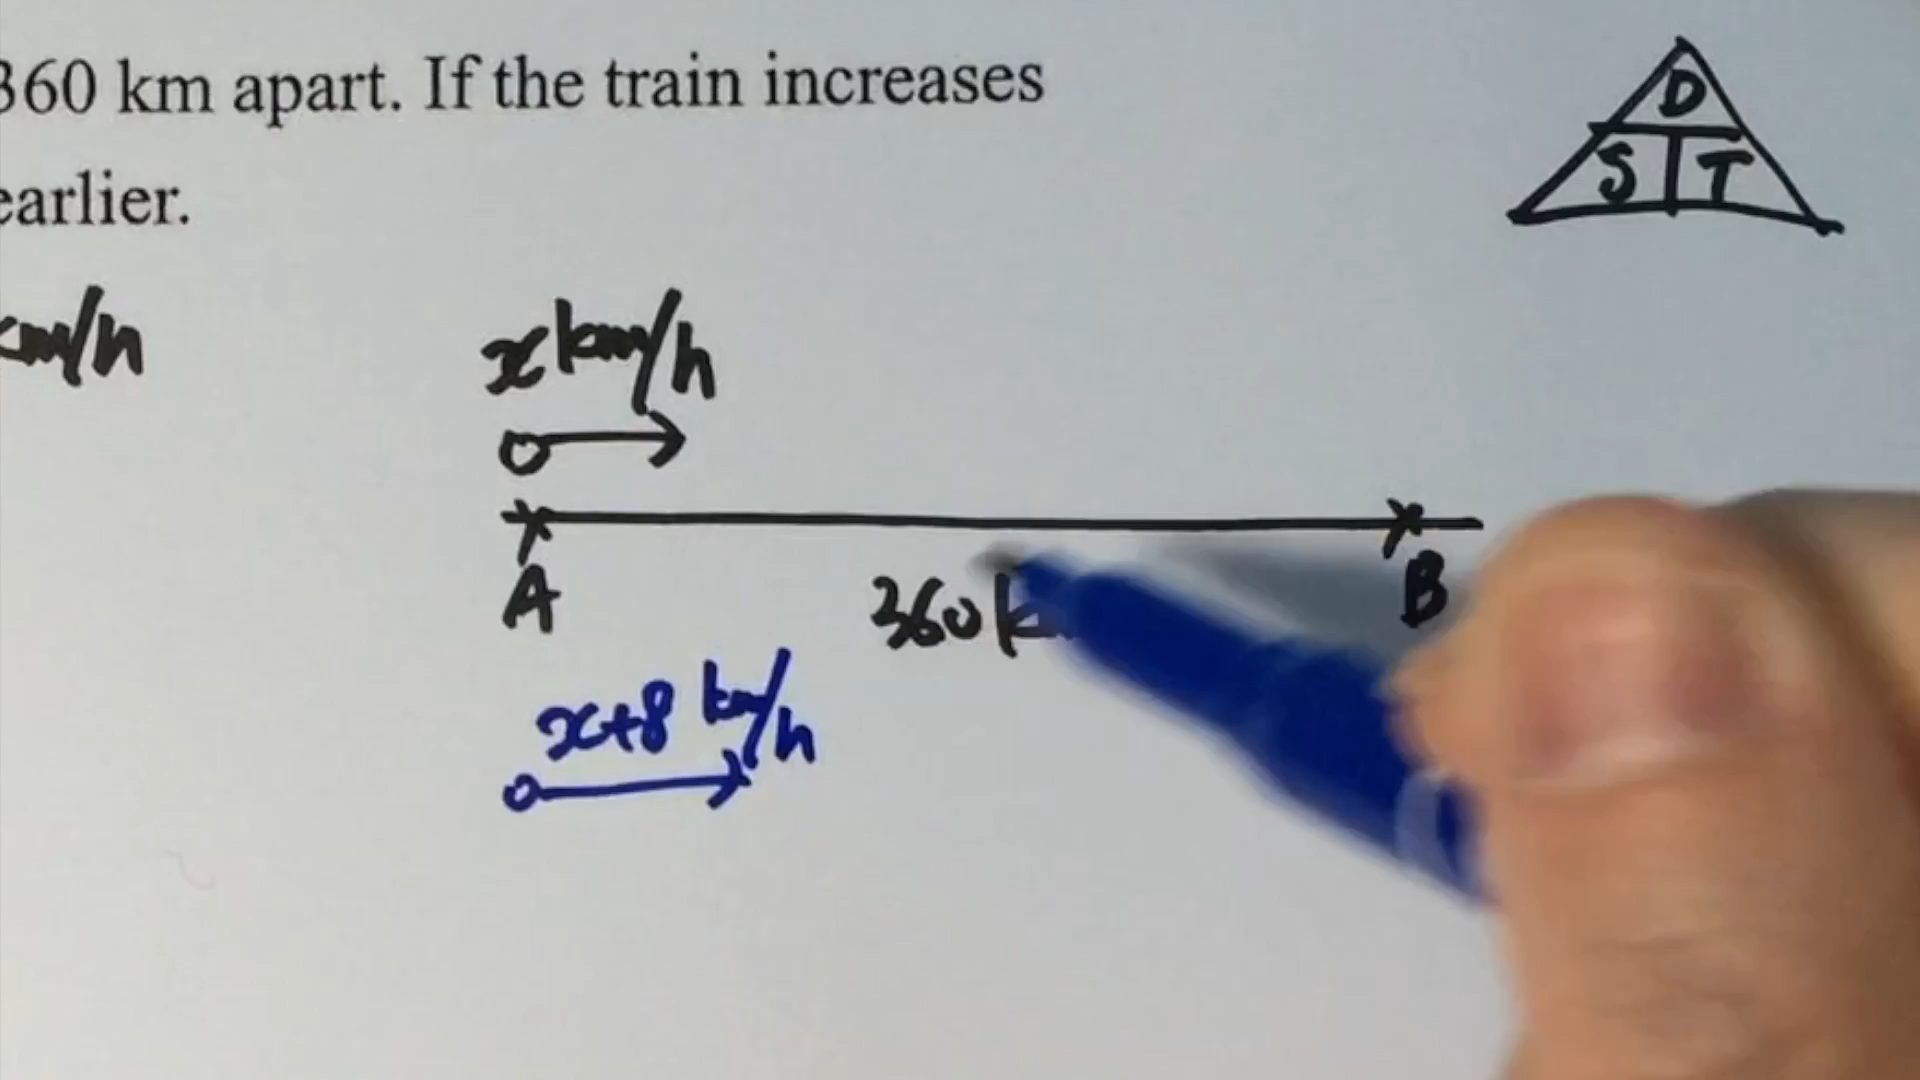 360 km apart. If the train increases
earlier.
D
S T
km/h
x km/h
A
B
360 k
x+8 km/h